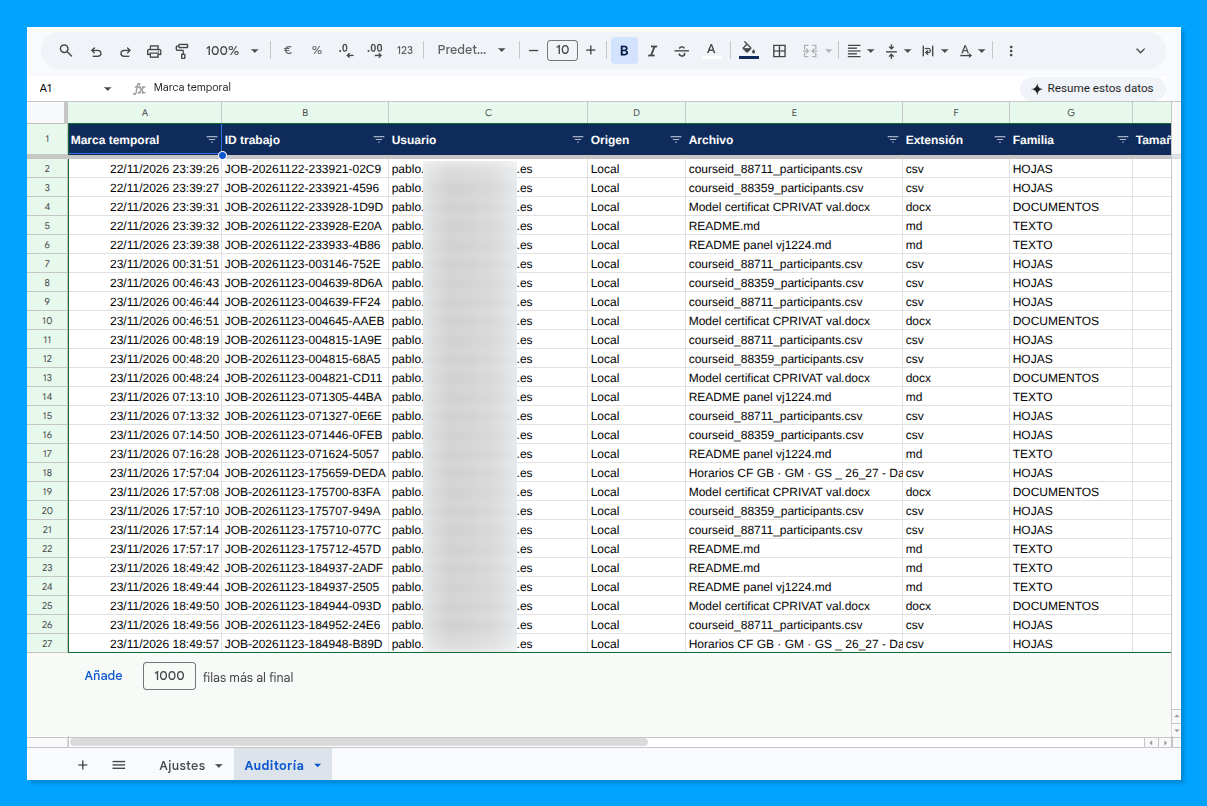 100% € % .0 .00 123 Predet... − 10 + B I S A A
A1 fx Marca temporal Resume estos datos
A B C D E F G
1 Marca temporal ID trabajo Usuario Origen Archivo Extensión Familia Tamañ
2 22/11/2026 23:39:26 JOB-20261122-233921-02C9 pablo. .es Local courseid_88711_participants.csv csv HOJAS
3 22/11/2026 23:39:27 JOB-20261122-233921-4596 pablo. .es Local courseid_88359_participants.csv csv HOJAS
4 22/11/2026 23:39:31 JOB-20261122-233928-1D9D pablo. .es Local Model certificat CPRIVAT val.docx docx DOCUMENTOS
5 22/11/2026 23:39:32 JOB-20261122-233928-E20A pablo. .es Local README.md md TEXTO
6 22/11/2026 23:39:38 JOB-20261122-233933-4B86 pablo. .es Local README panel vj1224.md md TEXTO
7 23/11/2026 00:31:51 JOB-20261123-003146-752E pablo. .es Local courseid_88711_participants.csv csv HOJAS
8 23/11/2026 00:46:43 JOB-20261123-004639-8D6A pablo. .es Local courseid_88359_participants.csv csv HOJAS
9 23/11/2026 00:46:44 JOB-20261123-004639-FF24 pablo. .es Local courseid_88711_participants.csv csv HOJAS
10 23/11/2026 00:46:51 JOB-20261123-004645-AAEB pablo. .es Local Model certificat CPRIVAT val.docx docx DOCUMENTOS
11 23/11/2026 00:48:19 JOB-20261123-004815-1A9E pablo. .es Local courseid_88711_participants.csv csv HOJAS
12 23/11/2026 00:48:20 JOB-20261123-004815-68A5 pablo. .es Local courseid_88359_participants.csv csv HOJAS
13 23/11/2026 00:48:24 JOB-20261123-004821-CD11 pablo. .es Local Model certificat CPRIVAT val.docx docx DOCUMENTOS
14 23/11/2026 07:13:10 JOB-20261123-071305-44BA pablo. .es Local README panel vj1224.md md TEXTO
15 23/11/2026 07:13:32 JOB-20261123-071327-0E6E pablo. .es Local courseid_88711_participants.csv csv HOJAS
16 23/11/2026 07:14:50 JOB-20261123-071446-0FEB pablo. .es Local courseid_88359_participants.csv csv HOJAS
17 23/11/2026 07:16:28 JOB-20261123-071624-5057 pablo. .es Local README panel vj1224.md md TEXTO
18 23/11/2026 17:57:04 JOB-20261123-175659-DEDA pablo. .es Local Horarios CF GB · GM · GS _ 26_27 - Da csv HOJAS
19 23/11/2026 17:57:08 JOB-20261123-175700-83FA pablo. .es Local Model certificat CPRIVAT val.docx docx DOCUMENTOS
20 23/11/2026 17:57:10 JOB-20261123-175707-949A pablo. .es Local courseid_88359_participants.csv csv HOJAS
21 23/11/2026 17:57:14 JOB-20261123-175710-077C pablo. .es Local courseid_88711_participants.csv csv HOJAS
22 23/11/2026 17:57:17 JOB-20261123-175712-457D pablo. .es Local README.md md TEXTO
23 23/11/2026 18:49:42 JOB-20261123-184937-2ADF pablo. .es Local README.md md TEXTO
24 23/11/2026 18:49:44 JOB-20261123-184937-2505 pablo. .es Local README panel vj1224.md md TEXTO
25 23/11/2026 18:49:50 JOB-20261123-184944-093D pablo. .es Local Model certificat CPRIVAT val.docx docx DOCUMENTOS
26 23/11/2026 18:49:56 JOB-20261123-184952-24E6 pablo. .es Local courseid_88711_participants.csv csv HOJAS
27 23/11/2026 18:49:57 JOB-20261123-184948-B89D pablo. .es Local Horarios CF GB · GM · GS _ 26_27 - Da csv HOJAS
Añade 1000 filas más al final
+ Ajustes Auditoría